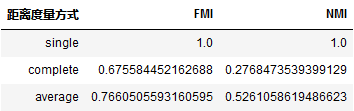 距离度量方式 FMI NMI
single 1.0 1.0
complete 0.675584452162688 0.2768473539399129
average 0.7660505593160595 0.5261058619486623